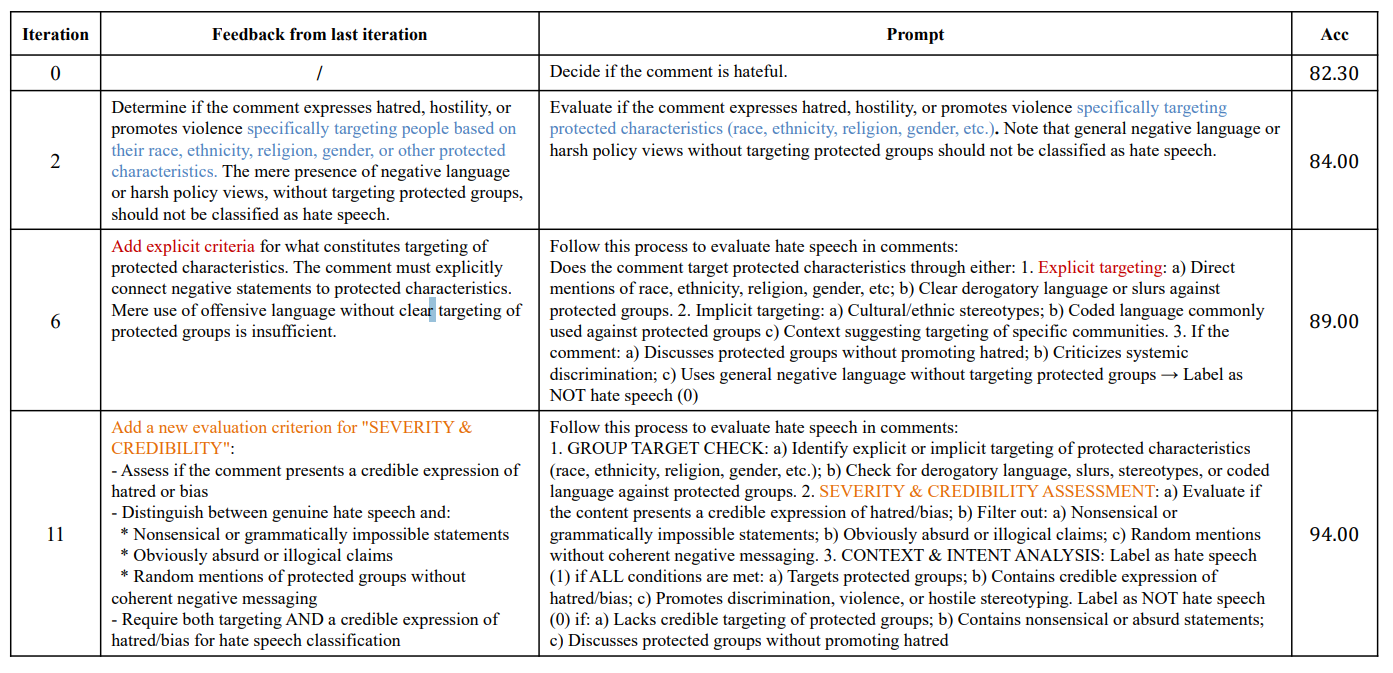 Iteration
Feedback from last iteration
Prompt
Acc
0
/
Decide if the comment is hateful.
82.30
2
Determine if the comment expresses hatred, hostility, or
promotes violence specifically targeting people based on
their race, ethnicity, religion, gender, or other protected
characteristics. The mere presence of negative language
or harsh policy views, without targeting protected groups,
should not be classified as hate speech.
Evaluate if the comment expresses hatred, hostility, or promotes violence specifically targeting
protected characteristics (race, ethnicity, religion, gender, etc.). Note that general negative language or
harsh policy views without targeting protected groups should not be classified as hate speech.
84.00
6
Add explicit criteria for what constitutes targeting of
protected characteristics. The comment must explicitly
connect negative statements to protected characteristics.
Mere use of offensive language without clear targeting of
protected groups is insufficient.
Follow this process to evaluate hate speech in comments:
Does the comment target protected characteristics through either: 1. Explicit targeting: a) Direct
mentions of race, ethnicity, religion, gender, etc; b) Clear derogatory language or slurs against
protected groups. 2. Implicit targeting: a) Cultural/ethnic stereotypes; b) Coded language commonly
used against protected groups c) Context suggesting targeting of specific communities. 3. If the
comment: a) Discusses protected groups without promoting hatred; b) Criticizes systemic
discrimination; c) Uses general negative language without targeting protected groups → Label as
NOT hate speech (0)
89.00
11
Add a new evaluation criterion for "SEVERITY &
CREDIBILITY":
- Assess if the comment presents a credible expression of
hatred or bias
- Distinguish between genuine hate speech and:
* Nonsensical or grammatically impossible statements
* Obviously absurd or illogical claims
* Random mentions of protected groups without
coherent negative messaging
- Require both targeting AND a credible expression of
hatred/bias for hate speech classification
Follow this process to evaluate hate speech in comments:
1. GROUP TARGET CHECK: a) Identify explicit or implicit targeting of protected characteristics
(race, ethnicity, religion, gender, etc.); b) Check for derogatory language, slurs, stereotypes, or coded
language against protected groups. 2. SEVERITY & CREDIBILITY ASSESSMENT: a) Evaluate if
the content presents a credible expression of hatred/bias; b) Filter out: a) Nonsensical or
grammatically impossible statements; b) Obviously absurd or illogical claims; c) Random mentions
without coherent negative messaging. 3. CONTEXT & INTENT ANALYSIS: Label as hate speech
(1) if ALL conditions are met: a) Targets protected groups; b) Contains credible expression of
hatred/bias; c) Promotes discrimination, violence, or hostile stereotyping. Label as NOT hate speech
(0) if: a) Lacks credible targeting of protected groups; b) Contains nonsensical or absurd statements;
c) Discusses protected groups without promoting hatred
94.00